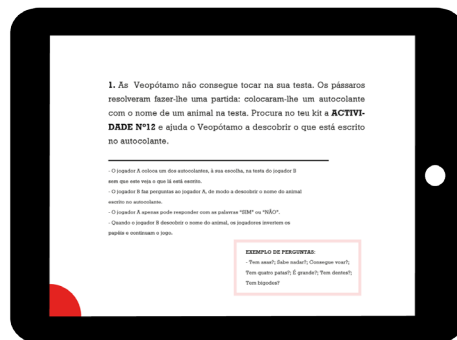 1. As Veopótamo não consegue tocar na sua testa. Os pássaros
resolveram fazer-lhe uma partida: colocaram-lhe um autocolante
com o nome de um animal na testa. Procura no teu kit a ACTIVI-
DADE Nº12 e ajuda o Veopótamo a descobrir o que está escrito
no autocolante.
- O jogador A coloca um dos autocolantes, à sua escolha, na testa do jogador B
sem que este veja o que lá está escrito.
- O jogador B faz perguntas ao jogador A, de modo a descobrir o nome do animal
escrito no autocolante.
- O jogador A apenas pode responder com as palavras "SIM" ou "NÃO".
- Quando o jogador B descobrir o nome do animal, os jogadores invertem os
papéis e continuam o jogo.
EXEMPLO DE PERGUNTAS:
- Tem asas?; Sabe nadar?; Consegue voar?;
Tem quatro patas?; É grande?; Tem dentes?;
Tem bigodes?